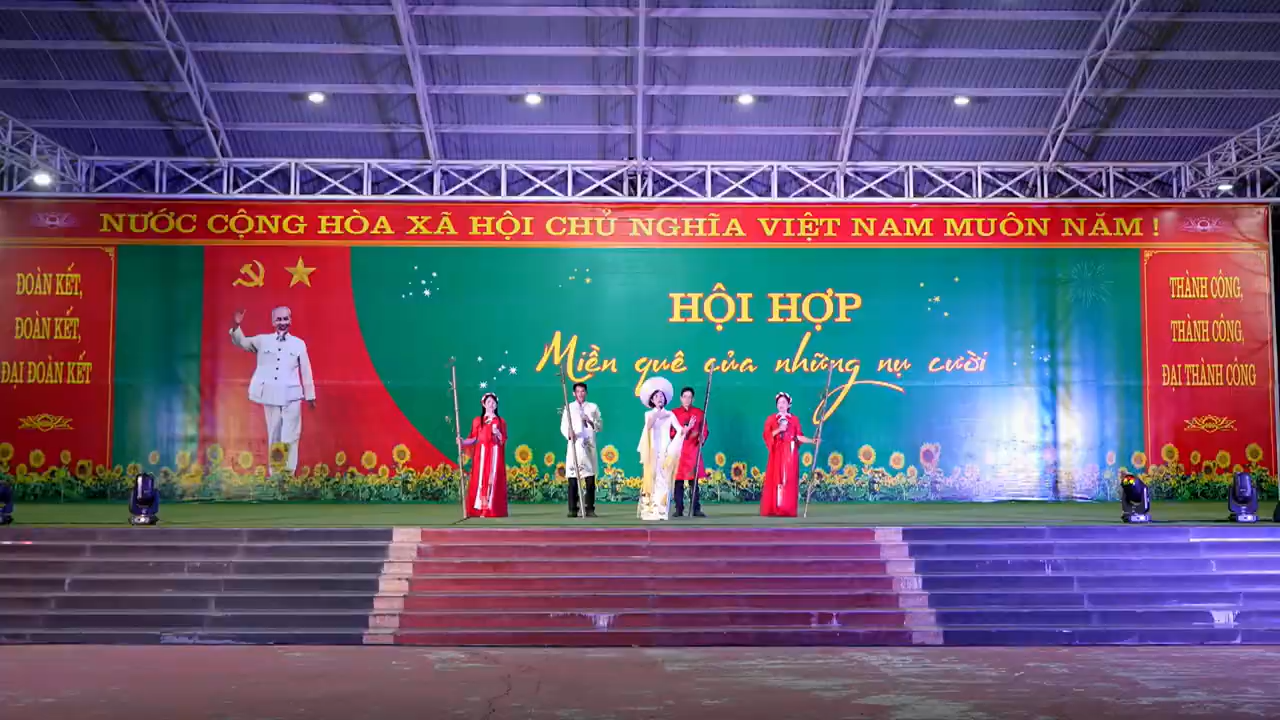 NƯỚC CỘNG HÒA XÃ HỘI CHỦ NGHĨA VIỆT NAM MUÔN NĂM !
ĐOÀN KẾT,
ĐOÀN KẾT,
ĐẠI ĐOÀN KẾT
HỘI HỢP
Miền quê của những nụ cười
THÀNH CÔNG,
THÀNH CÔNG,
ĐẠI THÀNH CÔNG